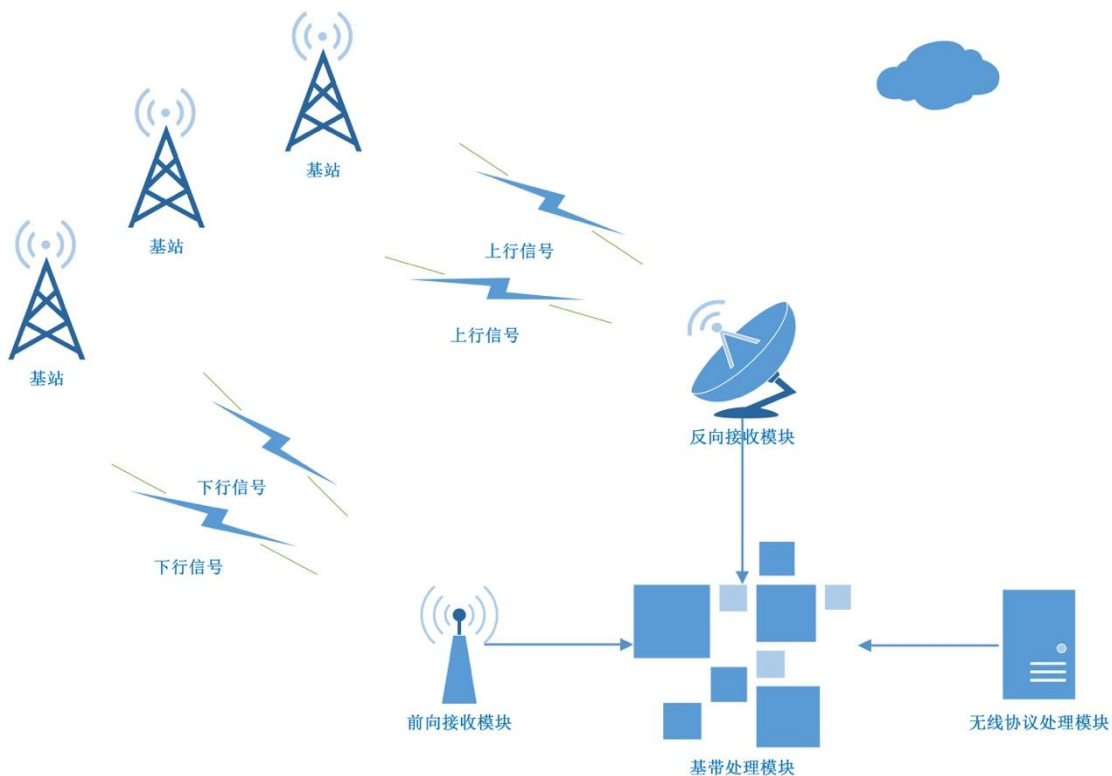 基站
基站
基站
上行信号
上行信号
下行信号
下行信号
反向接收模块
前向接收模块
基带处理模块
无线协议处理模块